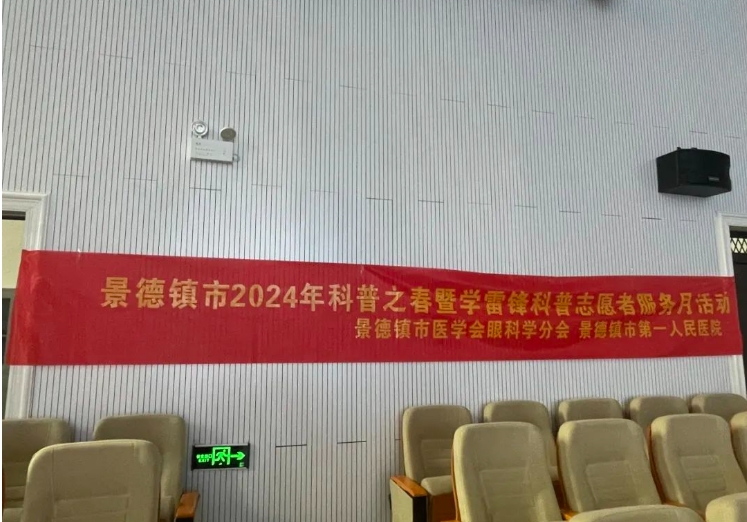 景德镇市2024年科普之春暨学雷锋科普志愿者服务月活动
景德镇市医学会眼科学分会 景德镇市第一人民医院
EXIT